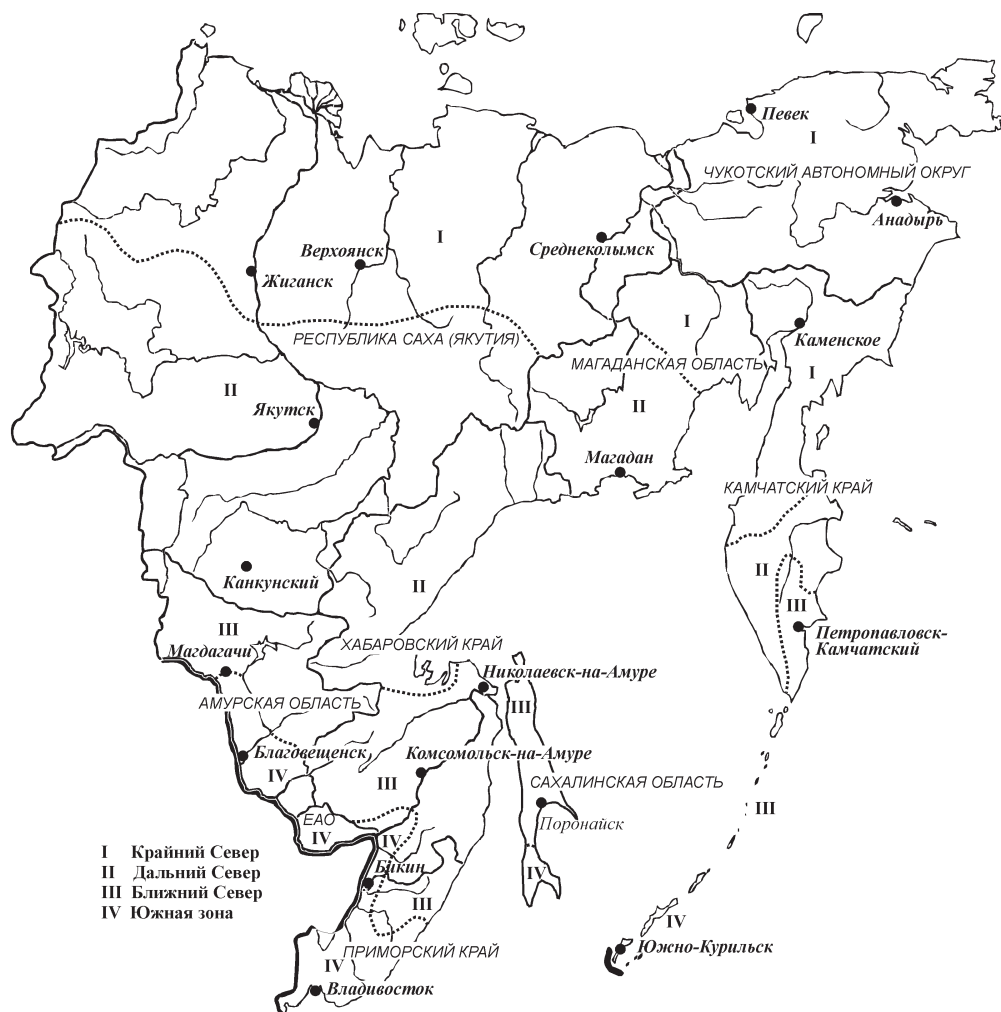 Певек
I
ЧУКОТСКИЙ АВТОНОМНЫЙ ОКРУГ
Анадырь
I
Среднеколымск
Верхоянск
Жиганск
I
Каменское
РЕСПУБЛИКА САХА (ЯКУТИЯ)
МАГАДАНСКАЯ ОБЛАСТЬ
I
II
II
Якутск
Магадан
КАМЧАТСКИЙ КРАЙ
Канкунский
II
II
III
III
Петропавловск-
Камчатский
ХАБАРОВСКИЙ КРАЙ
Магдагачи
Николаевск-на-Амуре
АМУРСКАЯ ОБЛАСТЬ
III
Благовещенск
Комсомольск-на-Амуре
IV
III
САХАЛИНСКАЯ ОБЛАСТЬ
III
ЕАО
Поронайск
IV
IV
I Крайний Север
II Дальний Север
III Ближний Север
IV Южная зона
Бикин
IV
III
IV
ПРИМОРСКИЙ КРАЙ
Южно-Курильск
IV
Владивосток